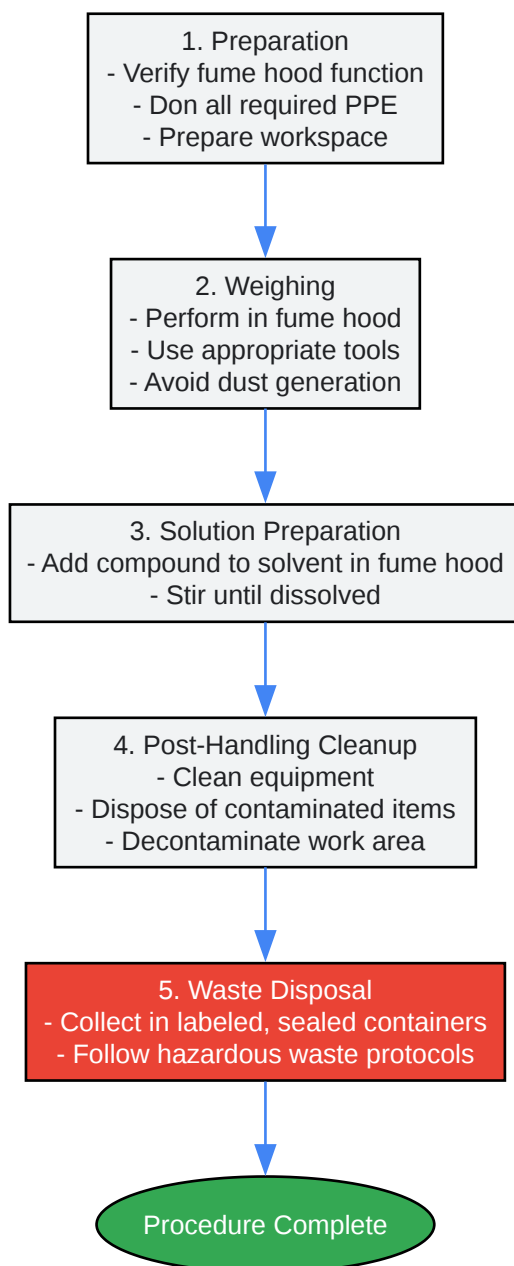 1. Preparation
- Verify fume hood function
- Don all required PPE
- Prepare workspace
2. Weighing
- Perform in fume hood
- Use appropriate tools
- Avoid dust generation
3. Solution Preparation
- Add compound to solvent in fume hood
- Stir until dissolved
4. Post-Handling Cleanup
- Clean equipment
- Dispose of contaminated items
- Decontaminate work area
5. Waste Disposal
- Collect in labeled, sealed containers
- Follow hazardous waste protocols
Procedure Complete